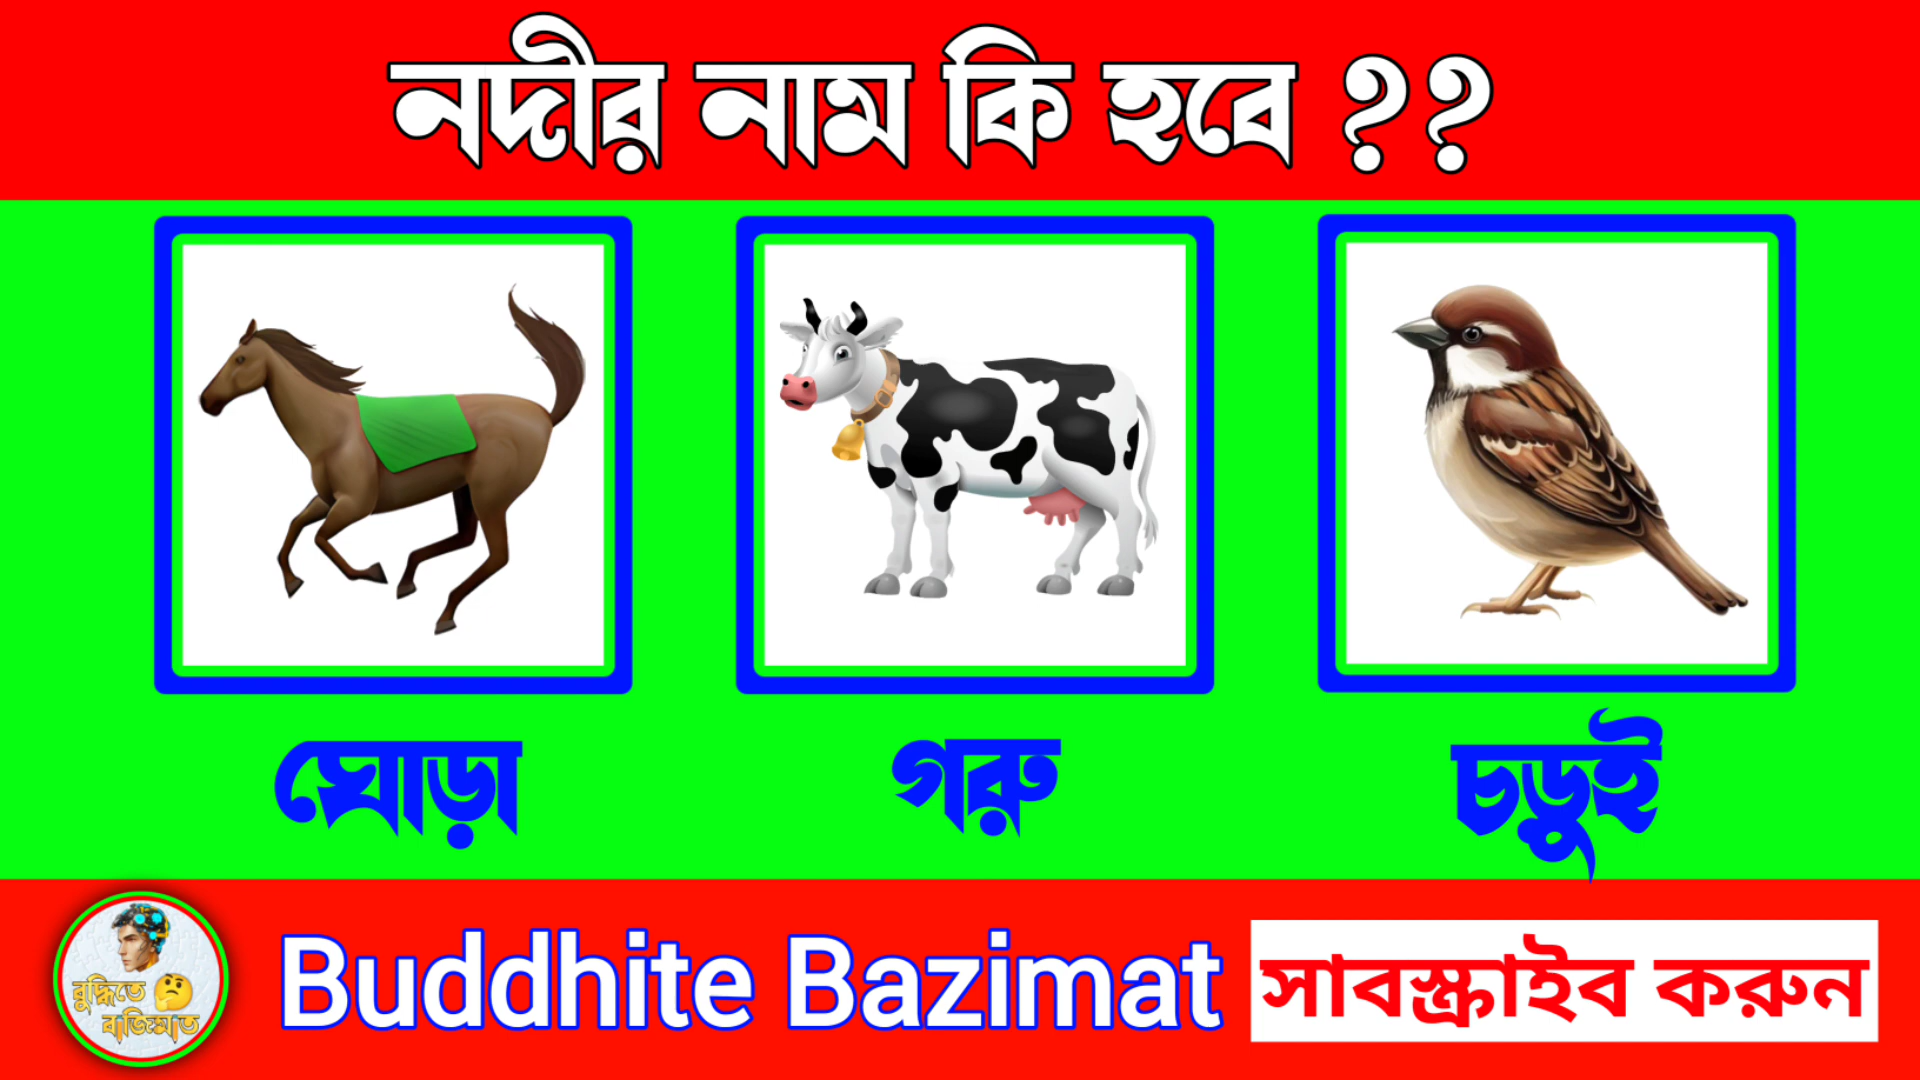 নদীর নাম কি হবে ??
ঘোড়া
গরু
চড়ুই
বুদ্ধিতে
বাজিমাত
Buddhite Bazimat
সাবস্ক্রাইব করুন